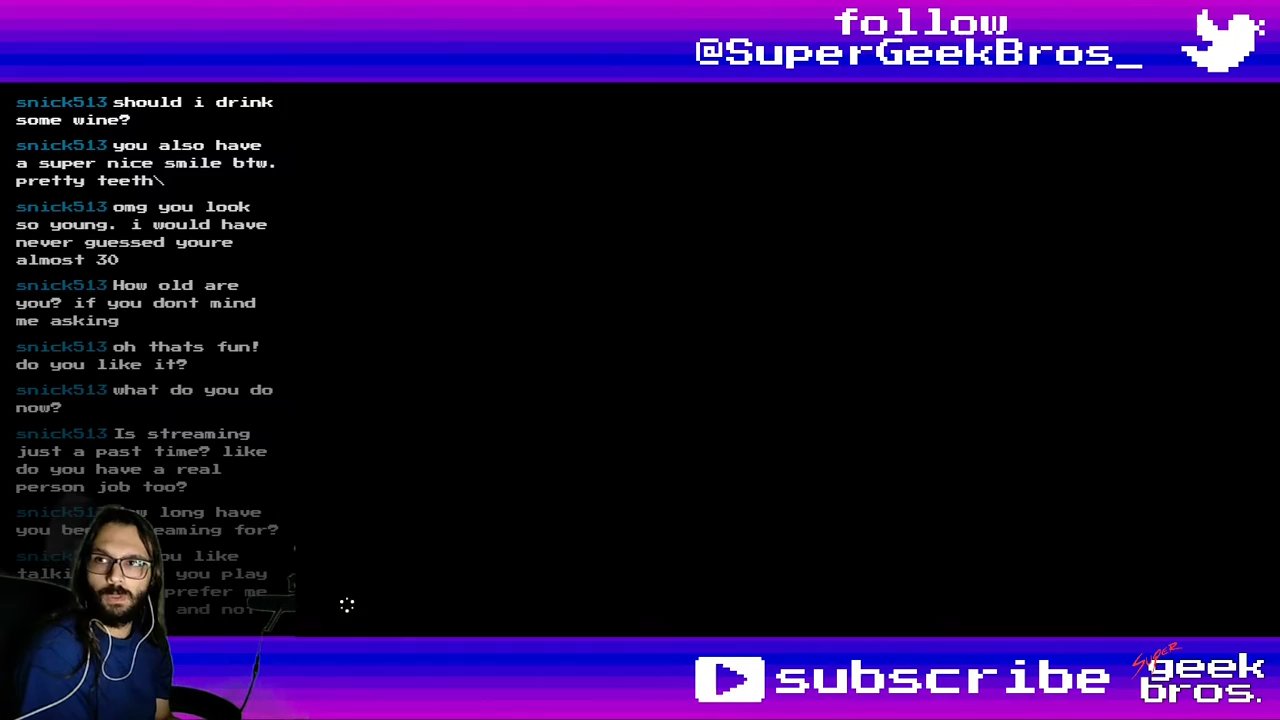 follow
@SuperGeekBros_
snick513 should i drink
some wine?
snick513 you also have
a super nice smile btw.
pretty teeth\
snick513 omg you look
so young. i would have
never guessed youre
almost 30
snick513 How old are
you? if you dont mind
me asking
snick513 oh thats fun!
do you like it?
snick513 what do you do
now?
snick513 Is streaming
just a past time? like
do you have a real
person job too?
long have
you eaming for?
you like
you play
prefer me
and not
subscribe
super
geek
bros.